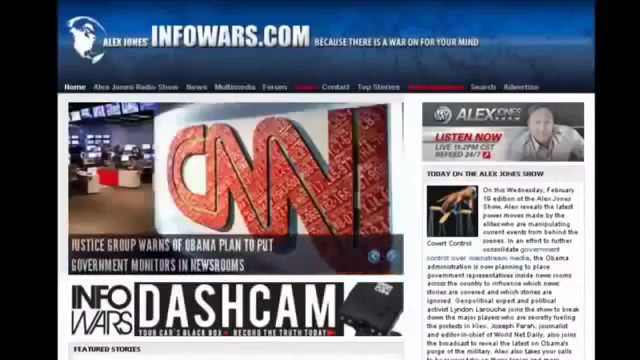 ALEX JONES' INFOWARS.COM BECAUSE THERE IS A WAR ON FOR YOUR MIND
Home Alex Jones Radio Show News Multimedia Forum Contact Top Stories Search Advertise
CNN
JUSTICE GROUP WARNS OF OBAMA PLAN TO PUT
GOVERNMENT MONITORS IN NEWSROOMS
INFO WARS DASHCAM
YOUR CAR'S BLACK BOX RECORD THE TRUTH TODAY
FEATURED STORIES
ALEX JONES SHOW
LISTEN NOW
LIVE 11-2PM CST
REFEED 24/7
TODAY ON THE ALEX JONES SHOW
Covert Control
On this Wednesday, February
19 edition of the Alex Jones
Show, Alex reveals the latest
power moves made by the
elites who are manipulating
current events from behind the
scenes. In an effort to further
consolidate government
control over mainstream media, the Obama
administration is now planning to place
government representatives inside news rooms
across the country to influence which news
stories are covered and which stories are
ignored. Geopolitical expert and political
activist Lyndon Larouche joins the show to break
down the major players who are secretly fueling
the protests in Kiev. Joseph Farah, journalist and
editor-in-chief of World Net Daily, also joins
the broadcast to reveal the latest on Obama's
purge of the military. Alex also takes your calls